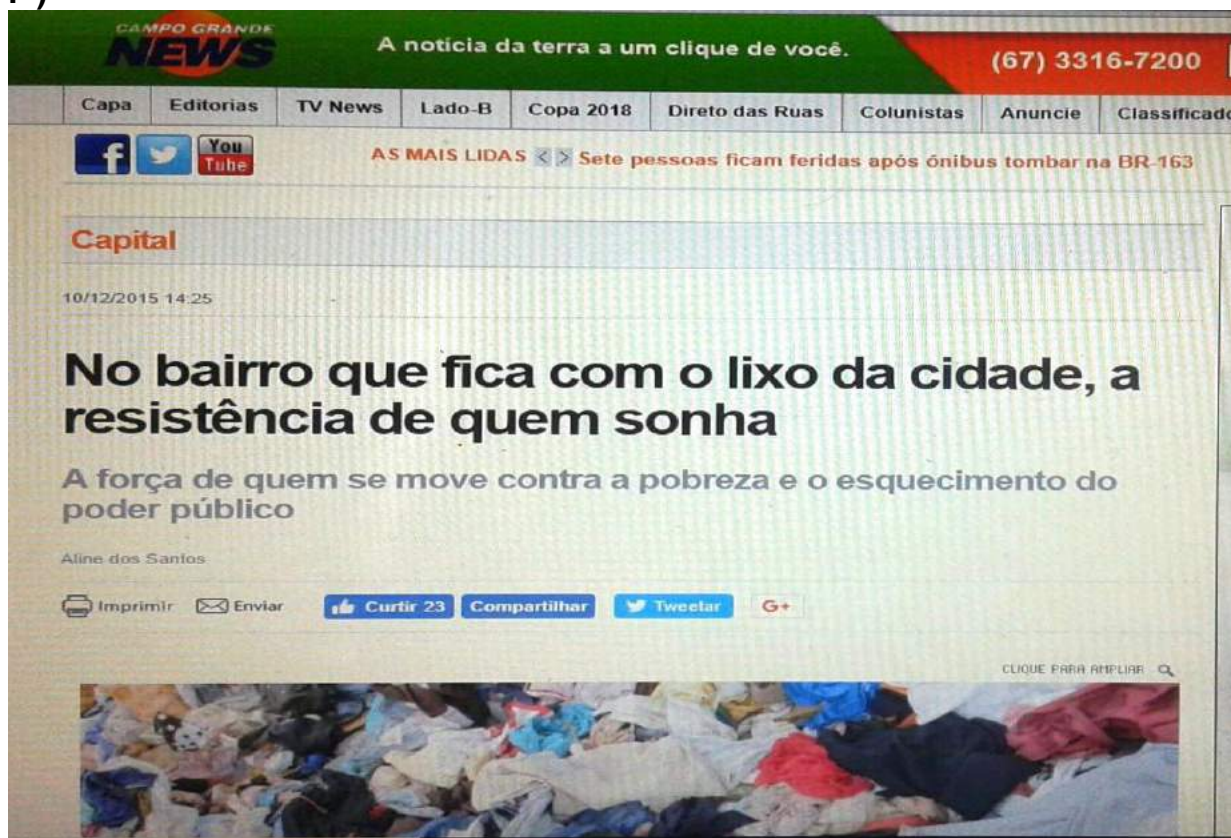 CAMPO GRANDE
NEWS
A notícia da terra a um clique de você.
(67) 3316-7200
Capa Editorias TV News Lado-B Copa 2018 Direto das Ruas Colunistas Anuncie Classificado
f You
Tube
AS MAIS LIDAS < > Sete pessoas ficam feridas após ônibus tombar na BR-163
Capital
10/12/2015 14:25
No bairro que fica com o lixo da cidade, a
resistência de quem sonha
A força de quem se move contra a pobreza e o esquecimento do
poder público
Aline dos Santos
Imprimir Enviar Curtir 23 Compartilhar Tweetar G+
CLIQUE PARA AMPLIAR